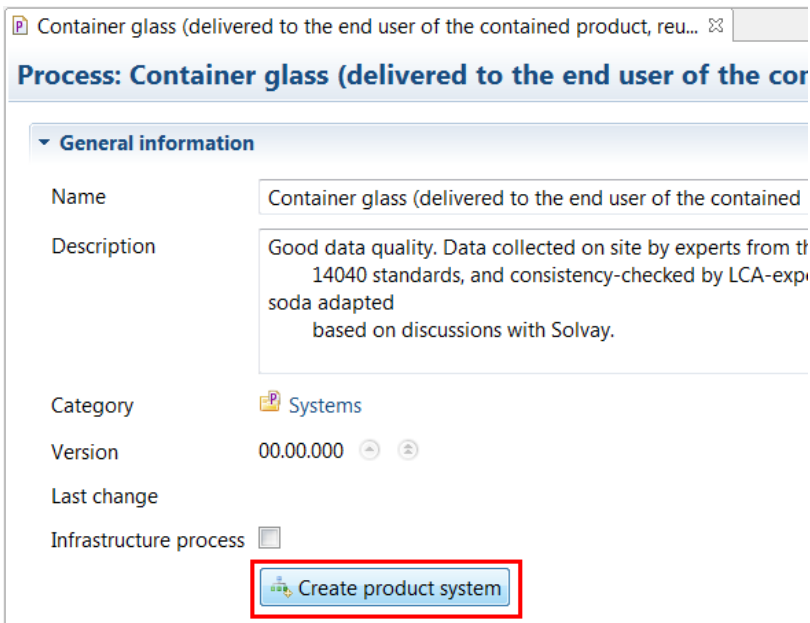 Container glass (delivered to the end user of the contained product, reu...
Process: Container glass (delivered to the end user of the con
General information
Name
Container glass (delivered to the end user of the contained
Description
Good data quality. Data collected on site by experts from th
14040 standards, and consistency-checked by LCA-expe
soda adapted
based on discussions with Solvay.
Category
Systems
Version
00.00.000
Last change
Infrastructure process
Create product system